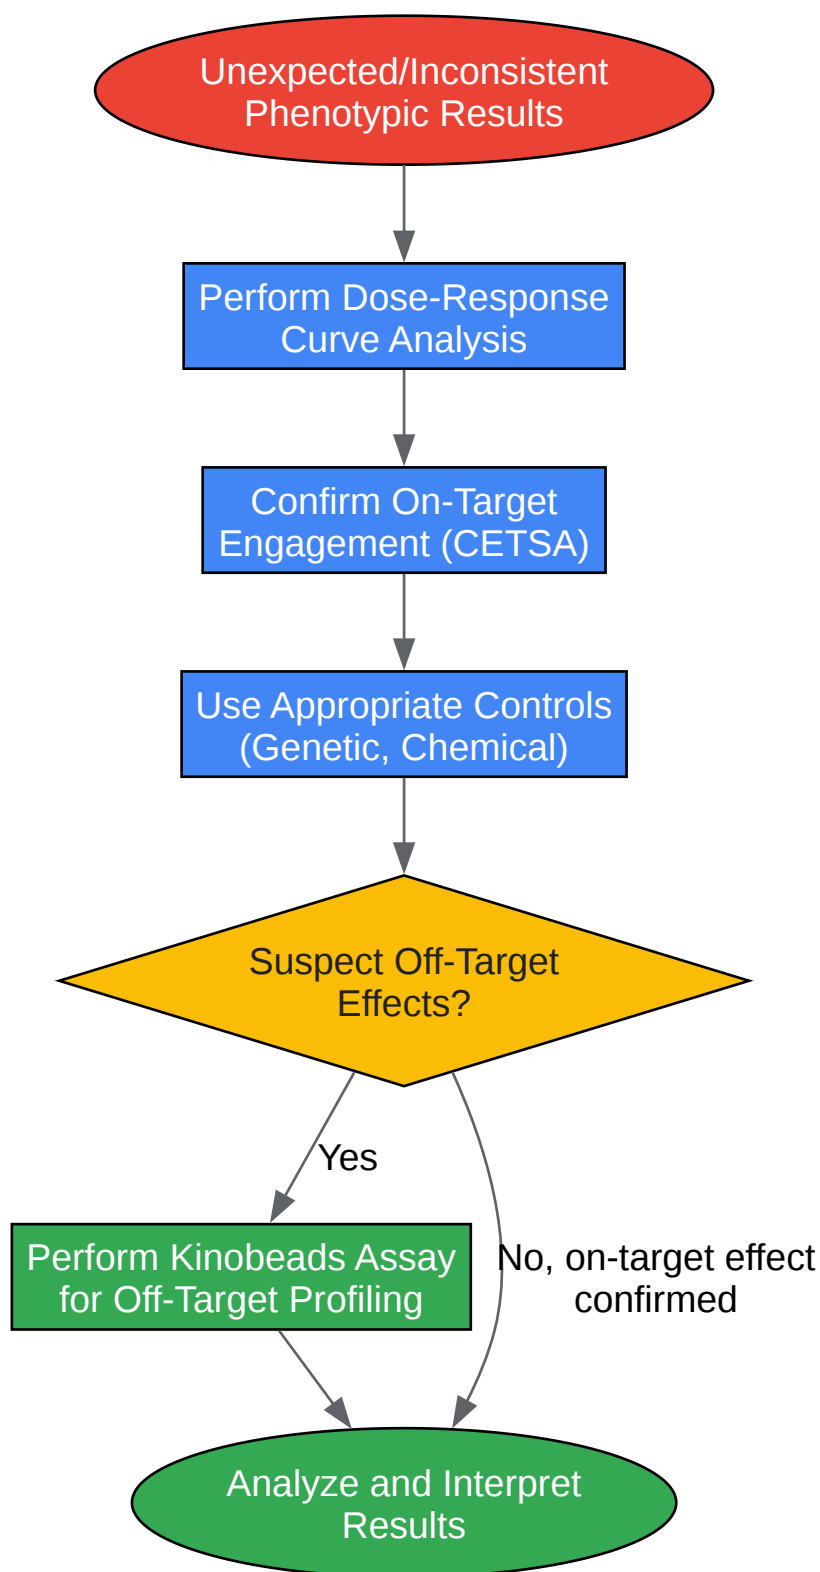 Unexpected/Inconsistent
Phenotypic Results
Perform Dose-Response
Curve Analysis
Confirm On-Target
Engagement (CETSA)
Use Appropriate Controls
(Genetic, Chemical)
Suspect Off-Target
Effects?
Yes
Perform Kinobeads Assay
for Off-Target Profiling
No, on-target effect
confirmed
Analyze and Interpret
Results